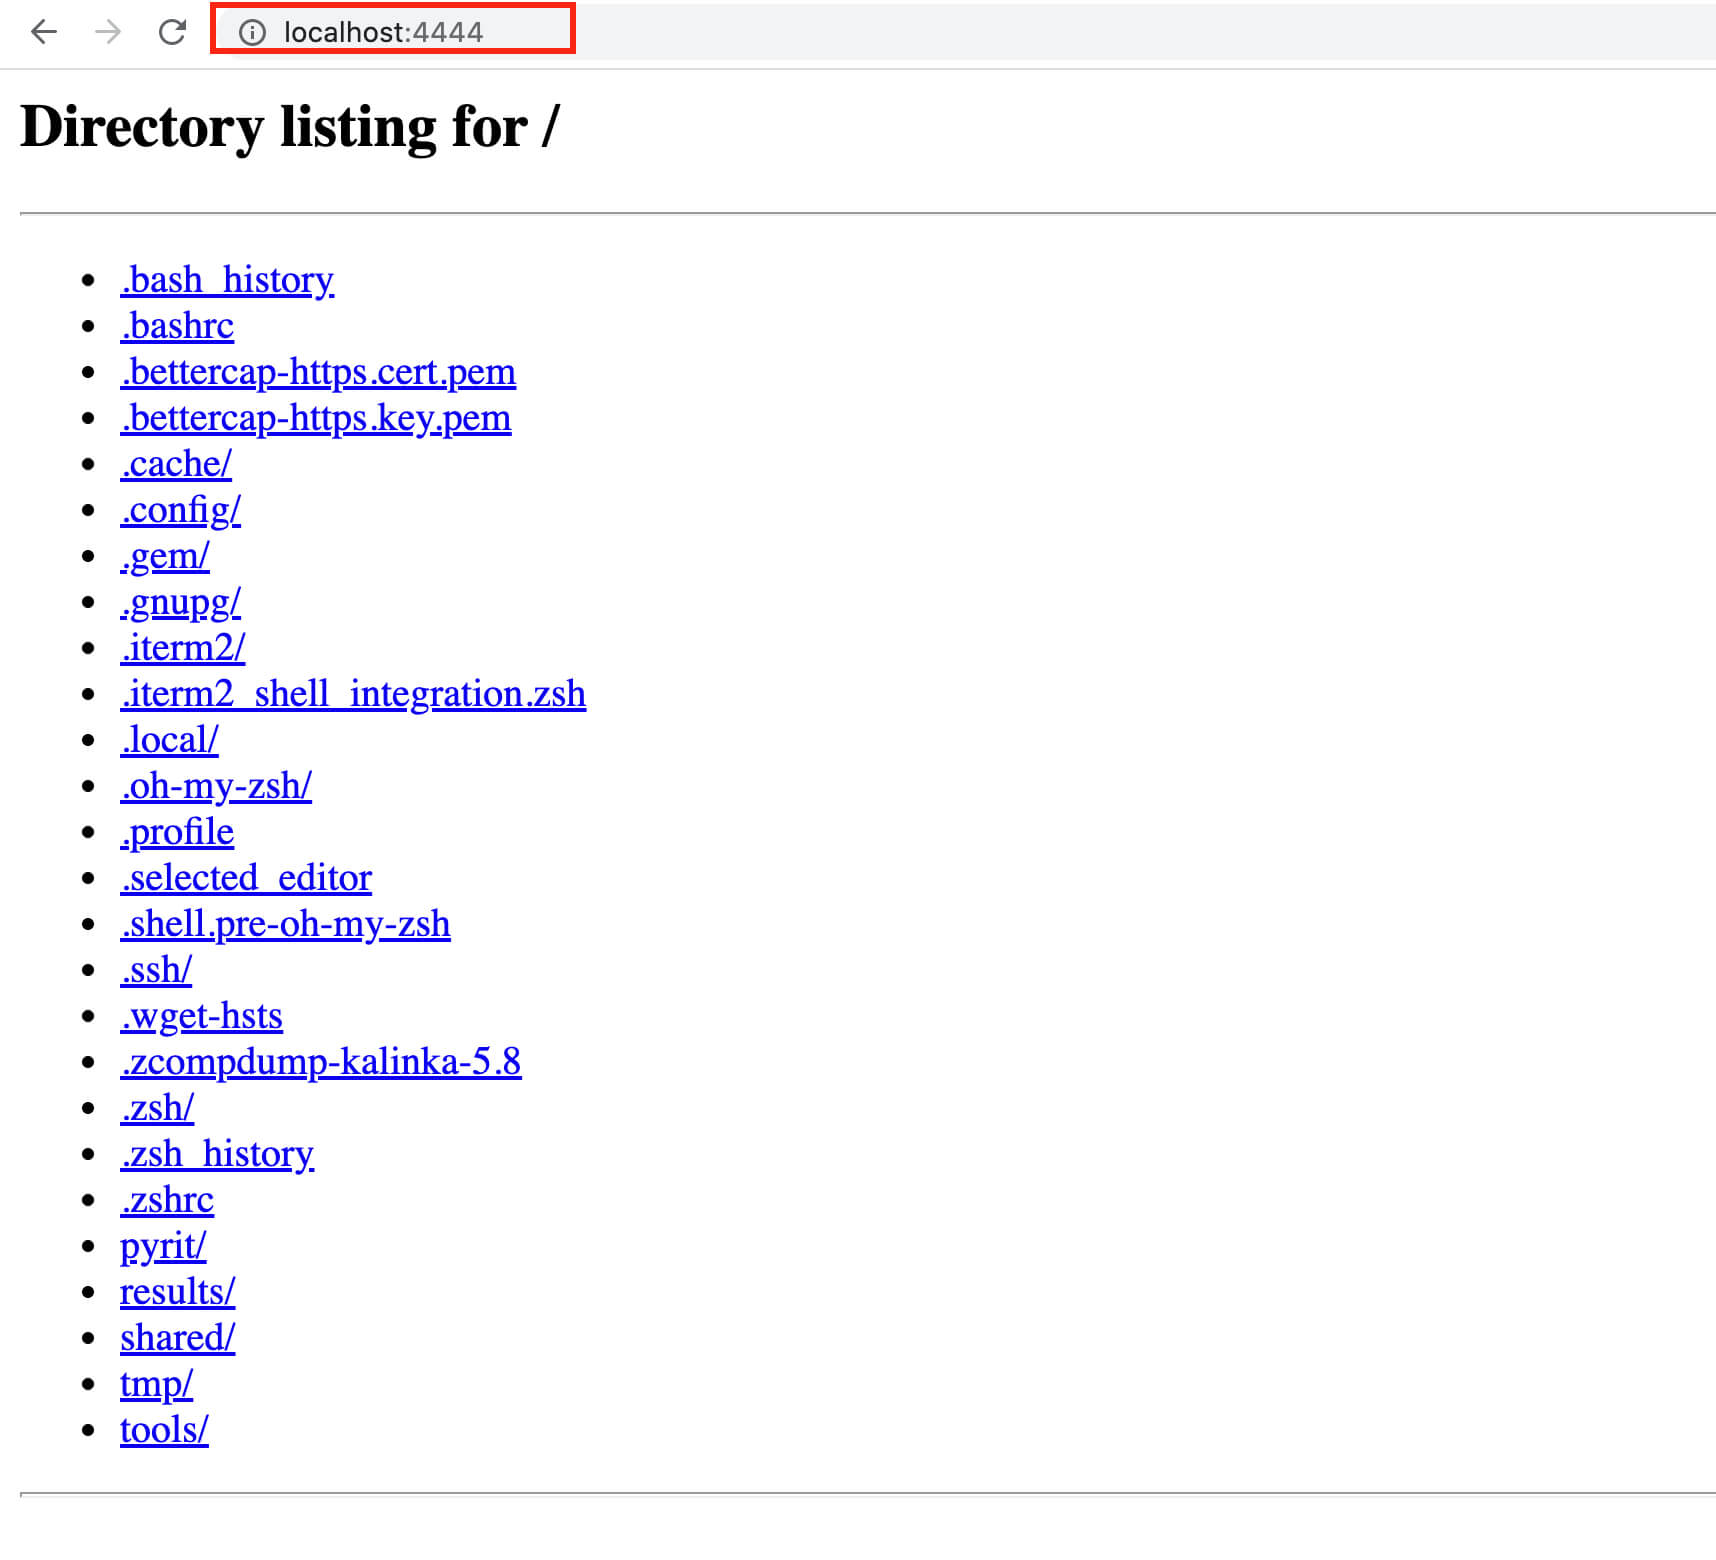 localhost:4444
Directory listing for /
.bash_history
.bashrc
.bettercap-https.cert.pem
.bettercap-https.key.pem
.cache/
.config/
.gem/
.gnupg/
.iterm2/
.iterm2_shell_integration.zsh
.local/
.oh-my-zsh/
.profile
.selected_editor
.shell.pre-oh-my-zsh
.ssh/
.wget-hsts
.zcompdump-kalinka-5.8
.zsh/
.zsh_history
.zshrc
pyrit/
results/
shared/
tmp/
tools/